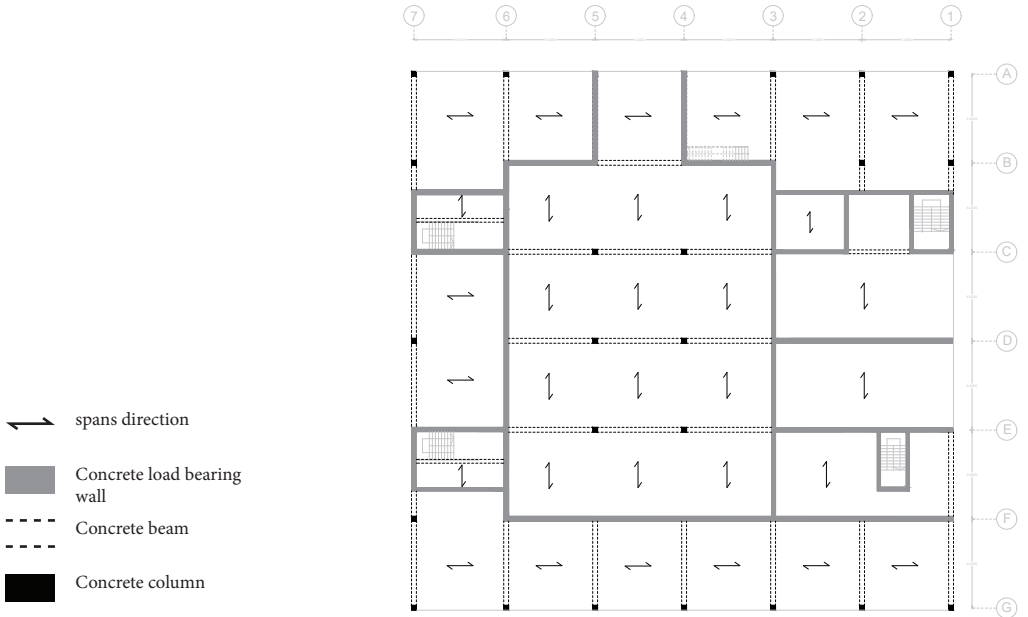 7 6 5 4 3 2 1
A
B
C
D
E
F
G
spans direction
Concrete load bearing
wall
Concrete beam
Concrete column